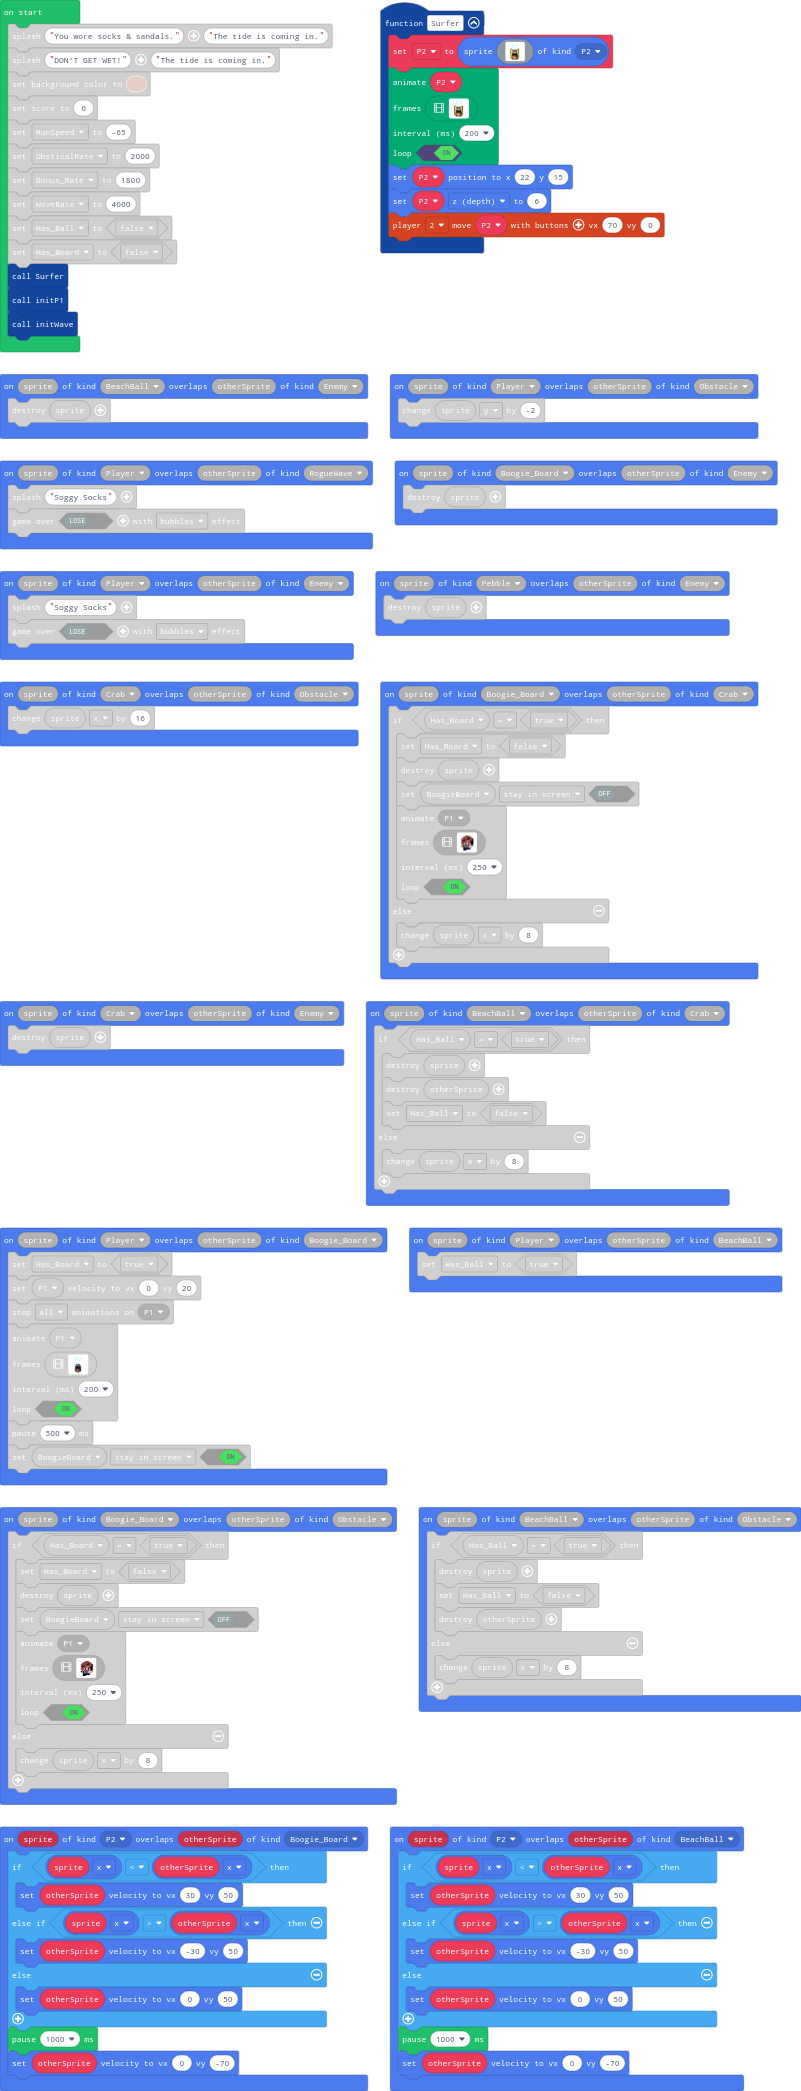 on start
splash "You wore socks & sandals." "The tide is coming in."
splash "DON'T GET WET!" "The tide is coming in."
set background color to
set score to 0
set RunSpeed to -65
set ObsticalRate to 2000
set Bonus_Rate to 1800
set WaveRate to 4000
set Has_Ball to false
set Has_Board to false
call Surfer
call initP1
call initWave
function Surfer
set P2 to sprite of kind P2
animate P2
frames
interval (ms) 200
loop ON
set P2 position to x 22 y 15
set P2 z (depth) to 6
player 2 move P2 with buttons vx 70 vy 0
on sprite of kind BeachBall overlaps otherSprite of kind Enemy
destroy sprite
on sprite of kind Player overlaps otherSprite of kind Obstacle
change sprite y by -2
on sprite of kind Player overlaps otherSprite of kind RogueWave
splash "Soggy Socks"
game over LOSE with bubbles effect
on sprite of kind Boogie_Board overlaps otherSprite of kind Enemy
destroy sprite
on sprite of kind Player overlaps otherSprite of kind Enemy
splash "Soggy Socks"
game over LOSE with bubbles effect
on sprite of kind Pebble overlaps otherSprite of kind Enemy
destroy sprite
on sprite of kind Crab overlaps otherSprite of kind Obstacle
change sprite x by 16
on sprite of kind Boogie_Board overlaps otherSprite of kind Crab
if Has_Board = true then
set Has_Board to false
destroy sprite
set BoogieBoard stay in screen OFF
animate P1
frames
interval (ms) 250
loop ON
else
change sprite x by 8
on sprite of kind Crab overlaps otherSprite of kind Enemy
destroy sprite
on sprite of kind BeachBall overlaps otherSprite of kind Crab
if Has_Ball = true then
destroy sprite
destroy otherSprite
set Has_Ball to false
else
change sprite x by 8
on sprite of kind Player overlaps otherSprite of kind Boogie_Board
set Has_Board to true
set P1 velocity to vx 0 vy 20
stop all animations on P1
animate P1
frames
interval (ms) 200
loop ON
pause 500 ms
set BoogieBoard stay in screen ON
on sprite of kind Player overlaps otherSprite of kind BeachBall
set Has_Ball to true
on sprite of kind Boogie_Board overlaps otherSprite of kind Obstacle
if Has_Board = true then
set Has_Board to false
destroy sprite
set BoogieBoard stay in screen OFF
animate P1
frames
interval (ms) 250
loop ON
else
change sprite x by 8
on sprite of kind BeachBall overlaps otherSprite of kind Obstacle
if Has_Ball = true then
destroy sprite
set Has_Ball to false
destroy otherSprite
else
change sprite x by 8
on sprite of kind P2 overlaps otherSprite of kind Boogie_Board
if sprite x < otherSprite x then
set otherSprite velocity to vx 30 vy 50
else if sprite x > otherSprite x then
set otherSprite velocity to vx -30 vy 50
else
set otherSprite velocity to vx 0 vy 50
pause 1000 ms
set otherSprite velocity to vx 0 vy -70
on sprite of kind P2 overlaps otherSprite of kind BeachBall
if sprite x < otherSprite x then
set otherSprite velocity to vx 30 vy 50
else if sprite x > otherSprite x then
set otherSprite velocity to vx -30 vy 50
else
set otherSprite velocity to vx 0 vy 50
pause 1000 ms
set otherSprite velocity to vx 0 vy -70